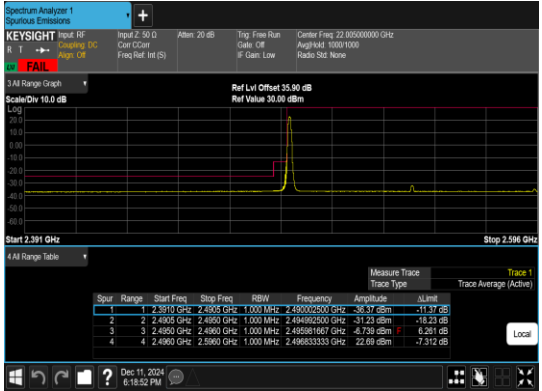 Spectrum Analyzer 1
Spurious Emissions
+
KEYSIGHT Input: RF Input Z: 50 Ω Atten: 20 dB Trig: Free Run Center Freq: 22.005000000 GHz
R T Coupling: DC Corr CCorr Gate: Off Avg|Hold: 1000/1000
Align: Off Freq Ref: Int (S) IF Gain: Low Radio Std: None
FAIL
3 All Range Graph
Ref Lvl Offset 35.90 dB
Scale/Div 10.0 dB Ref Value 30.00 dBm
Log
20.0
10.0
0.00
-10.0
-20.0
-30.0
-40.0
-50.0
-60.0
Start 2.391 GHz Stop 2.596 GHz
4 All Range Table
Measure Trace Trace 1
Trace Type Trace Average (Active)
Spur Range Start Freq Stop Freq RBW Frequency Amplitude ΔLimit
1 1 2.3910 GHz 2.4905 GHz 1.000 MHz 2.490002500 GHz -36.37 dBm -11.37 dB
2 2 2.4905 GHz 2.4950 GHz 1.000 MHz 2.494992500 GHz -31.23 dBm -18.23 dB
3 3 2.4950 GHz 2.4960 GHz 1.000 MHz 2.495981667 GHz -6.739 dBm F 6.261 dB
4 4 2.4960 GHz 2.5960 GHz 1.000 MHz 2.496833333 GHz 22.69 dBm -7.312 dB
Local
?
Dec 11, 2024
6:18:52 PM